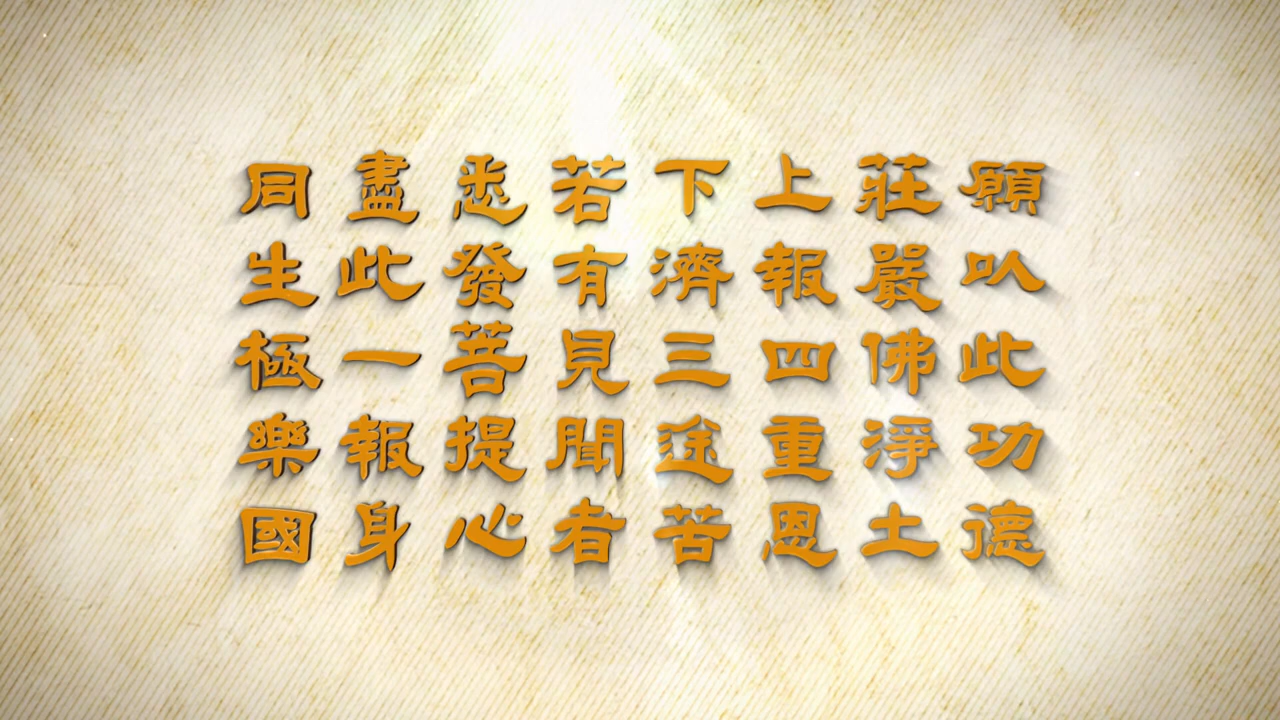 願以此功德
莊嚴佛淨土
上報四重恩
下濟三途苦
若有見聞者
悉發菩提心
盡此一報身
同生極樂國